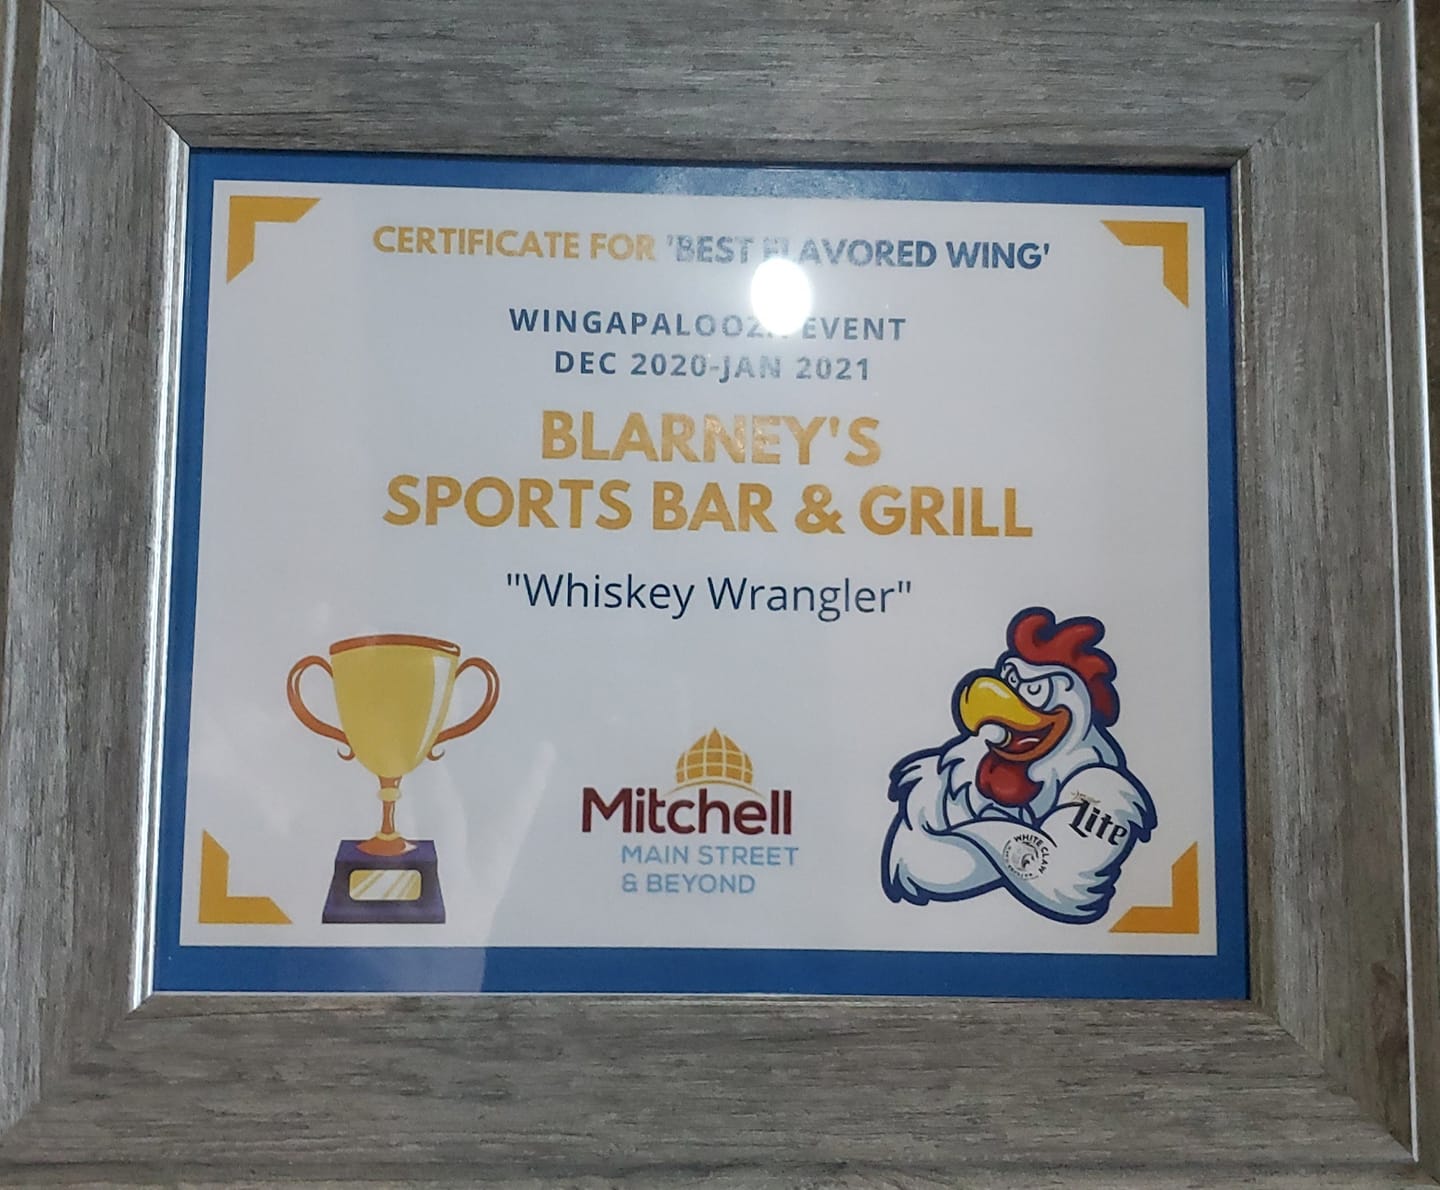 CERTIFICATE FOR 'BEST FLAVORED WING'
WINGAPALOOZA EVENT
DEC 2020-JAN 2021
BLARNEY'S
SPORTS BAR & GRILL
"Whiskey Wrangler"
Mitchell
MAIN STREET
& BEYOND
Lite
WHITE CLAW